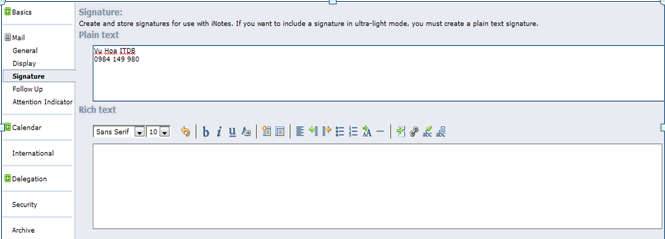 Basics
Mail
General
Display
Signature
Follow Up
Attention Indicator
Calendar
International
Delegation
Security
Archive
Signature:
Create and store signatures for use with iNotes. If you want to include a signature in ultra-light mode, you must create a plain text signature.
Plain text
Vu Hoa ITDB
0984 149 980
Rich text
Sans Serif 10 b i u